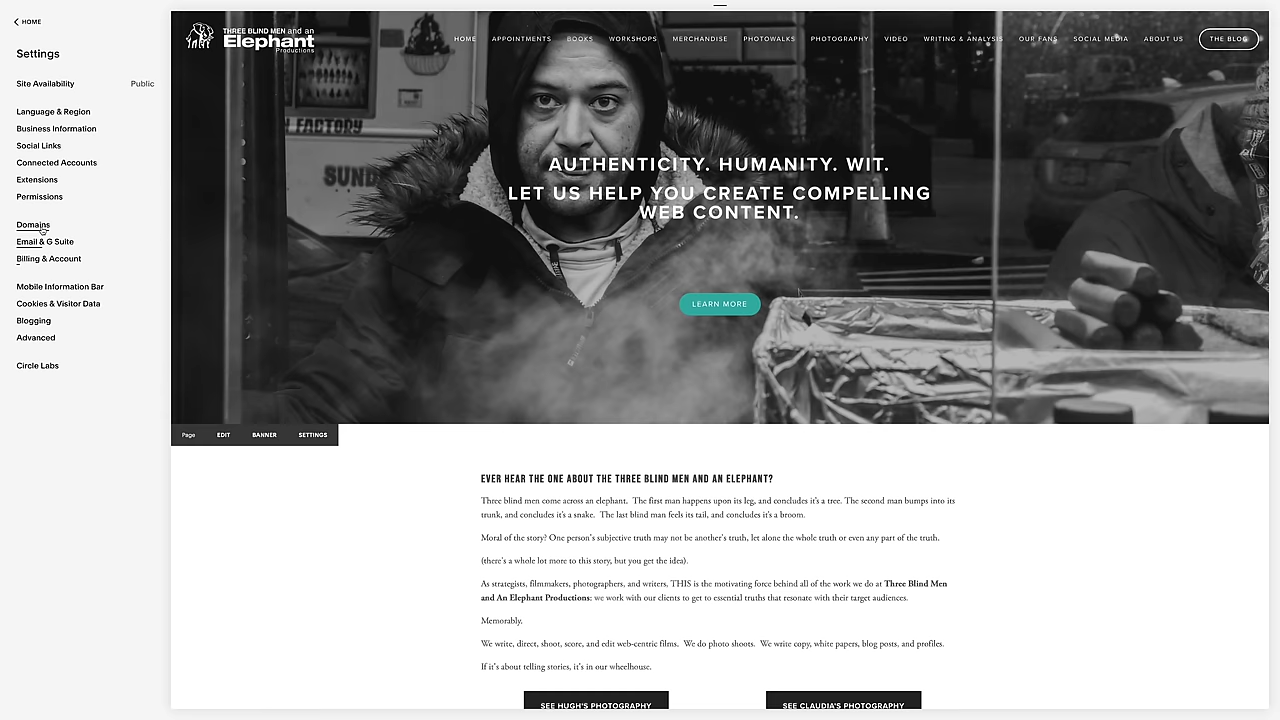 HOME
Settings
Site Availability Public
Language & Region
Business Information
Social Links
Connected Accounts
Extensions
Permissions
Domains
Email & G Suite
Billing & Account
Mobile Information Bar
Cookies & Visitor Data
Blogging
Advanced
Circle Labs
THREE BLIND MEN and an
Elephant
Productions
HOME APPOINTMENTS BOOKS WORKSHOPS MERCHANDISE PHOTOWALKS PHOTOGRAPHY VIDEO WRITING & ANALYSIS OUR FANS SOCIAL MEDIA ABOUT US THE BLOG
FACTORY
SUND
AUTHENTICITY. HUMANITY. WIT.
LET US HELP YOU CREATE COMPELLING
WEB CONTENT.
LEARN MORE
Page EDIT BANNER SETTINGS
EVER HEAR THE ONE ABOUT THE THREE BLIND MEN AND AN ELEPHANT?
Three blind men come across an elephant. The first man happens upon its leg, and concludes it's a tree. The second man bumps into its
trunk, and concludes it's a snake. The last blind man feels its tail, and concludes it's a broom.
Moral of the story? One person's subjective truth may not be another's truth, let alone the whole truth or even any part of the truth.
(there's a whole lot more to this story, but you get the idea).
As strategists, filmmakers, photographers, and writers, THIS is the motivating force behind all of the work we do at Three Blind Men
and An Elephant Productions: we work with our clients to get to essential truths that resonate with their target audiences.
Memorably.
We write, direct, shoot, score, and edit web-centric films. We do photo shoots. We write copy, white papers, blog posts, and profiles.
If it's about telling stories, it's in our wheelhouse.
SEE HUGH'S PHOTOGRAPHY SEE CLAUDIA'S PHOTOGRAPHY